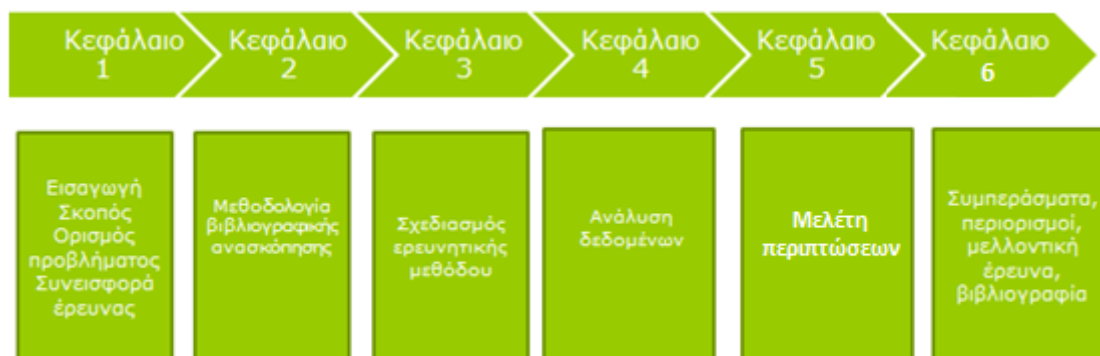 Κεφάλαιο
1
Κεφάλαιο
2
Κεφάλαιο
3
Κεφάλαιο
4
Κεφάλαιο
5
Κεφάλαιο
6
Εισαγωγή
Σκοπός
Ορισμός
προβλήματος
Συνεισφορά
έρευνας
Μεθοδολογία
βιβλιογραφικής
ανασκόπησης
Σχεδιασμός
ερευνητικής
μεθόδου
Ανάλυση
δεδομένων
Μελέτη
περιπτώσεων
Συμπεράσματα,
περιορισμοί,
μελλοντική
έρευνα,
βιβλιογραφία